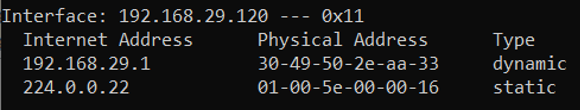 Interface: 192.168.29.120 --- 0x11
Internet Address Physical Address Type
192.168.29.1 30-49-50-2e-aa-33 dynamic
224.0.0.22 01-00-5e-00-00-16 static